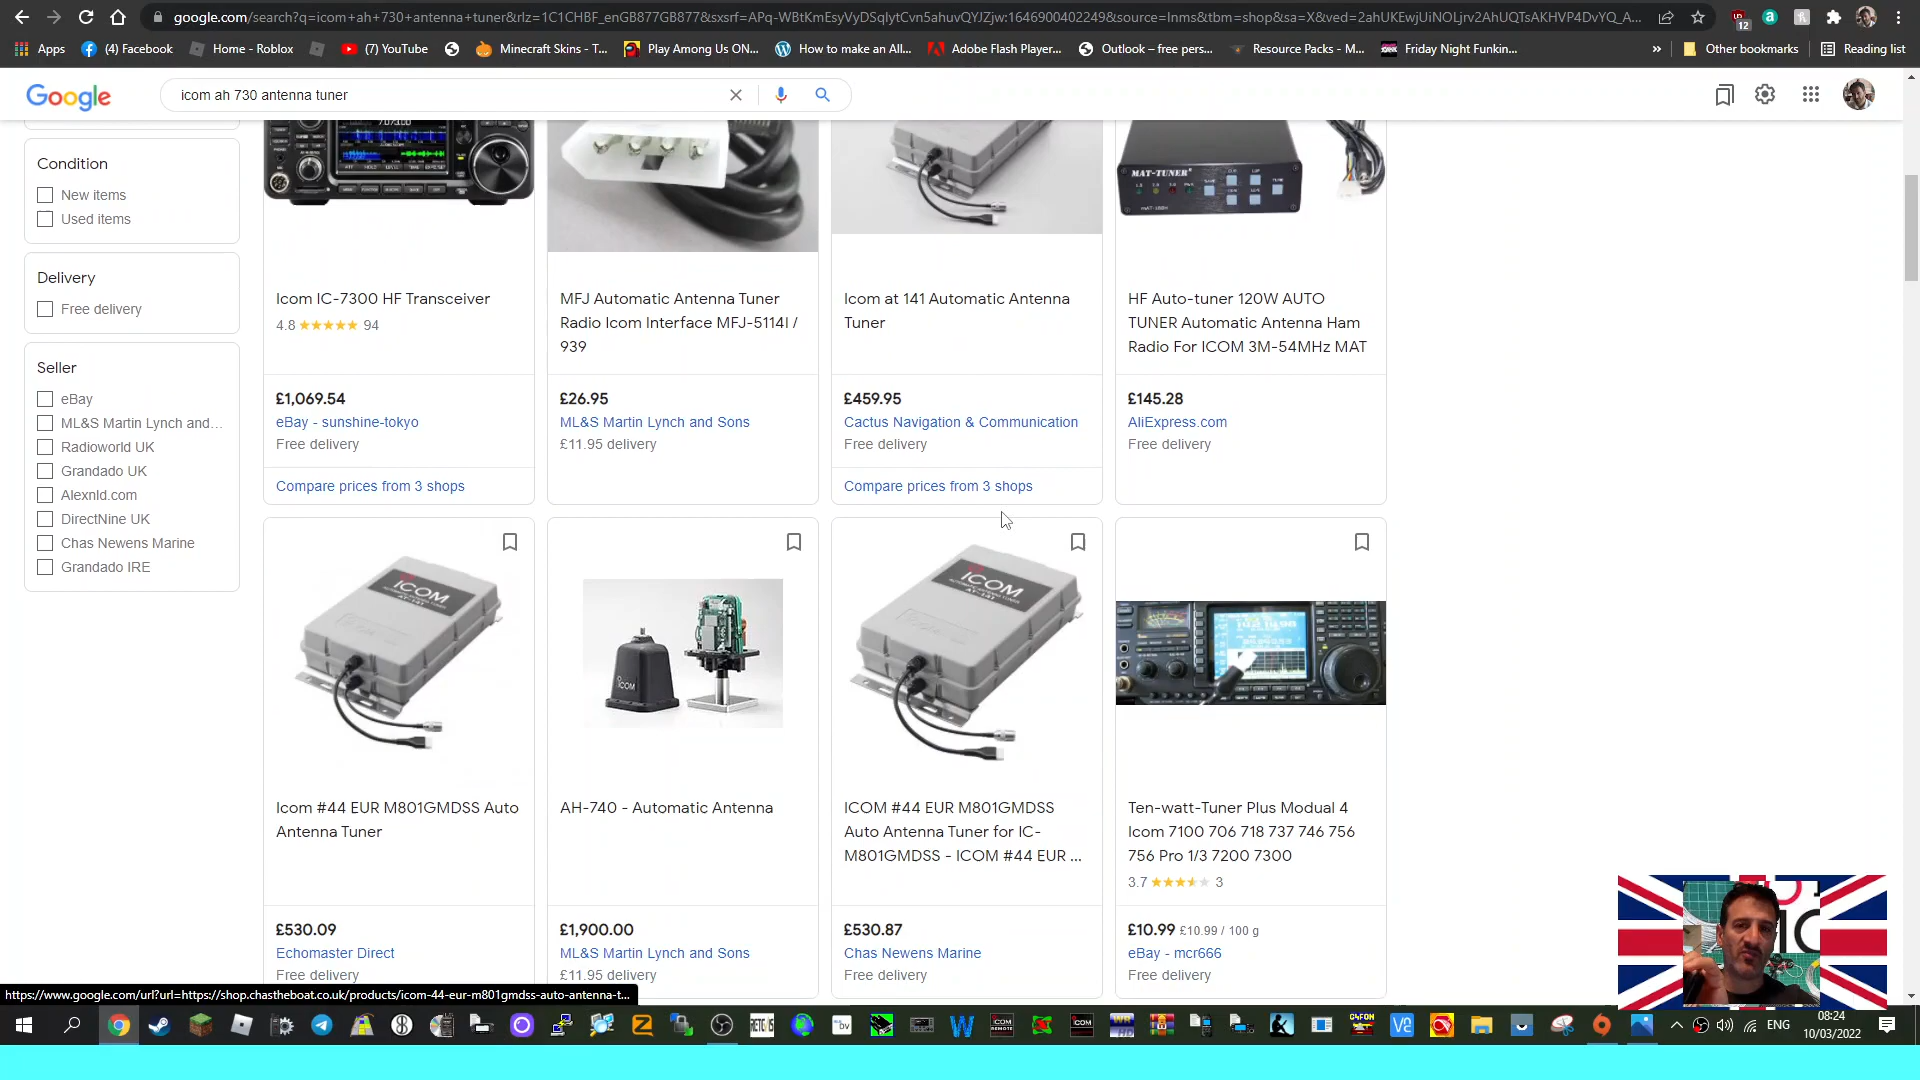 google.com/search?q=icom+ah+730+antenna+tuner&rlz=1C1CHBF_enGB877GB877&sxsrf=APq-WBtKmEsyVyDSqIytCvn5ahuvQYJZjw:1646900402249&source=lnms&tbm=shop&sa=X&ved=2ahUKEwjUiNOLjrv2AhUQTsAKHVP4DvYQ_A...
12
Apps
(4) Facebook
Home - Roblox
(7) YouTube
Minecraft Skins - T...
Play Among Us ON...
How to make an All...
Adobe Flash Player...
Outlook – free pers...
Resource Packs - M...
Friday Night Funkin...
»
Other bookmarks
Reading list
Google
icom ah 730 antenna tuner
Condition
New items
Used items
Delivery
Free delivery
Seller
eBay
ML&S Martin Lynch and...
Radioworld UK
Grandado UK
Alexnld.com
DirectNine UK
Chas Newens Marine
Grandado IRE
Icom IC-7300 HF Transceiver
4.8 ★★★★★ 94
£1,069.54
eBay - sunshine-tokyo
Free delivery
Compare prices from 3 shops
MFJ Automatic Antenna Tuner
Radio Icom Interface MFJ-5114I /
939
£26.95
ML&S Martin Lynch and Sons
£11.95 delivery
Icom at 141 Automatic Antenna
Tuner
£459.95
Cactus Navigation & Communication
Free delivery
Compare prices from 3 shops
MAT-TUNER
HF Auto-tuner 120W AUTO
TUNER Automatic Antenna Ham
Radio For ICOM 3M-54MHz MAT
£145.28
AliExpress.com
Free delivery
ICOM
AUTOMATIC ANTENNA TUNER
AT-141
Icom #44 EUR M801GMDSS Auto
Antenna Tuner
£530.09
Echomaster Direct
Free delivery
ICOM
AH-740 - Automatic Antenna
£1,900.00
ML&S Martin Lynch and Sons
£11.95 delivery
ICOM
AUTOMATIC ANTENNA TUNER
AT-141
ICOM #44 EUR M801GMDSS
Auto Antenna Tuner for IC-
M801GMDSS - ICOM #44 EUR ...
£530.87
Chas Newens Marine
Free delivery
Ten-watt-Tuner Plus Modual 4
Icom 7100 706 718 737 746 756
756 Pro 1/3 7200 7300
3.7 ★★★★★ 3
£10.99 £10.99 / 100 g
eBay - mcr666
Free delivery
https://www.google.com/url?url=https://shop.chastheboat.co.uk/products/icom-44-eur-m801gmdss-auto-antenna-t...
ENG
08:24
10/03/2022